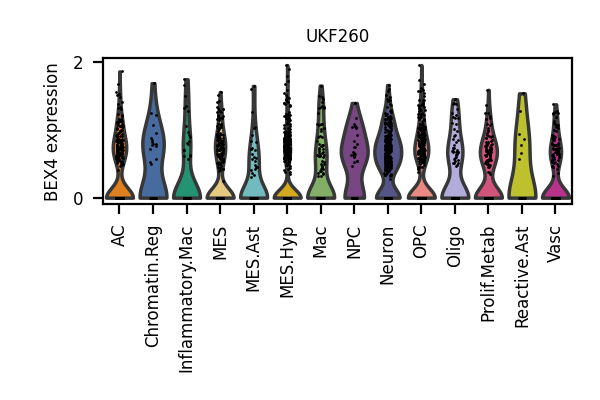 UKF260
BEX4 expression
2
0
AC
Chromatin.Reg
Inflammatory.Mac
MES
MES.Ast
MES.Hyp
Mac
NPC
Neuron
OPC
Oligo
Prolif.Metab
Reactive.Ast
Vasc